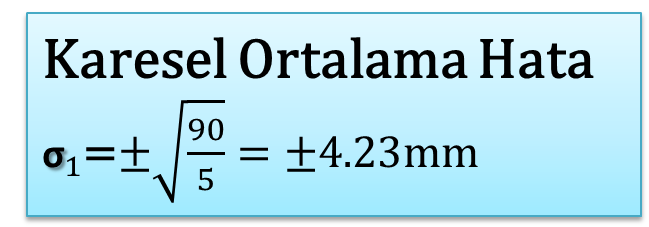 Karesel Ortalama Hata
σ₁=±√(90/5) = ±4.23mm